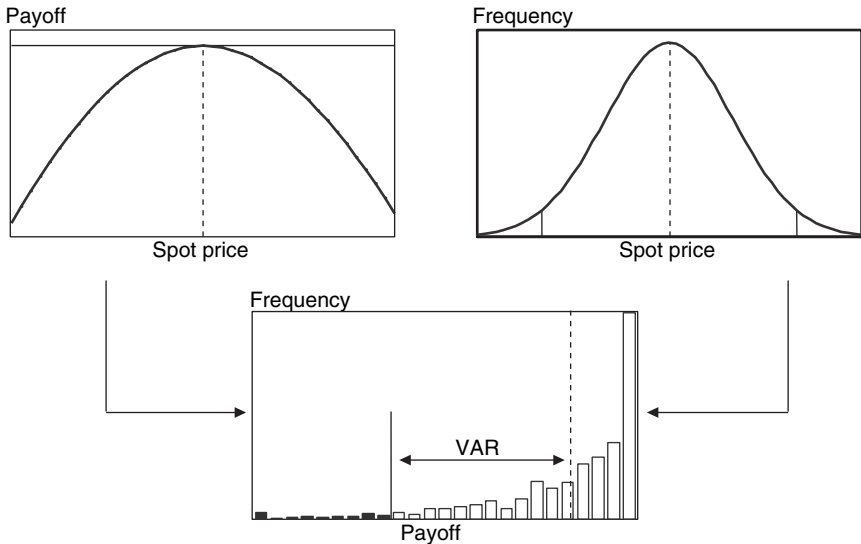 Payoff
Frequency
Spot price
Spot price
Frequency
VAR
Payoff